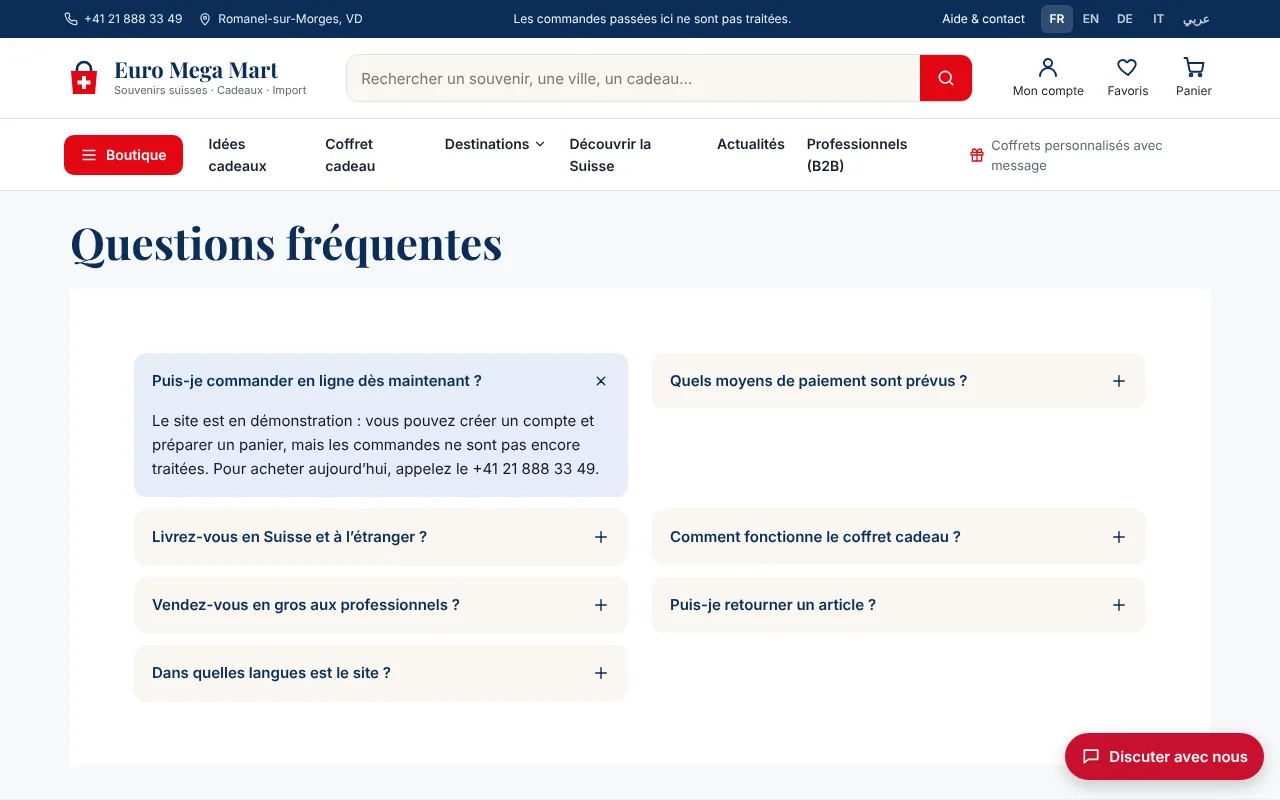 +41 21 888 33 49
Romanel-sur-Morges, VD
Les commandes passées ici ne sont pas traitées.
Aide & contact
FR
EN
DE
IT
عربي
Euro Mega Mart
Souvenirs suisses · Cadeaux · Import
Rechercher un souvenir, une ville, un cadeau...
Mon compte
Favoris
Panier
Boutique
Idées
cadeaux
Coffret
cadeau
Destinations
Découvrir la
Suisse
Actualités
Professionnels
(B2B)
Coffrets personnalisés avec
message
Questions fréquentes
Puis-je commander en ligne dès maintenant ?
Le site est en démonstration : vous pouvez créer un compte et
préparer un panier, mais les commandes ne sont pas encore
traitées. Pour acheter aujourd’hui, appelez le +41 21 888 33 49.
Quels moyens de paiement sont prévus ?
Livrez-vous en Suisse et à l’étranger ?
Comment fonctionne le coffret cadeau ?
Vendez-vous en gros aux professionnels ?
Puis-je retourner un article ?
Dans quelles langues est le site ?
Discuter avec nous